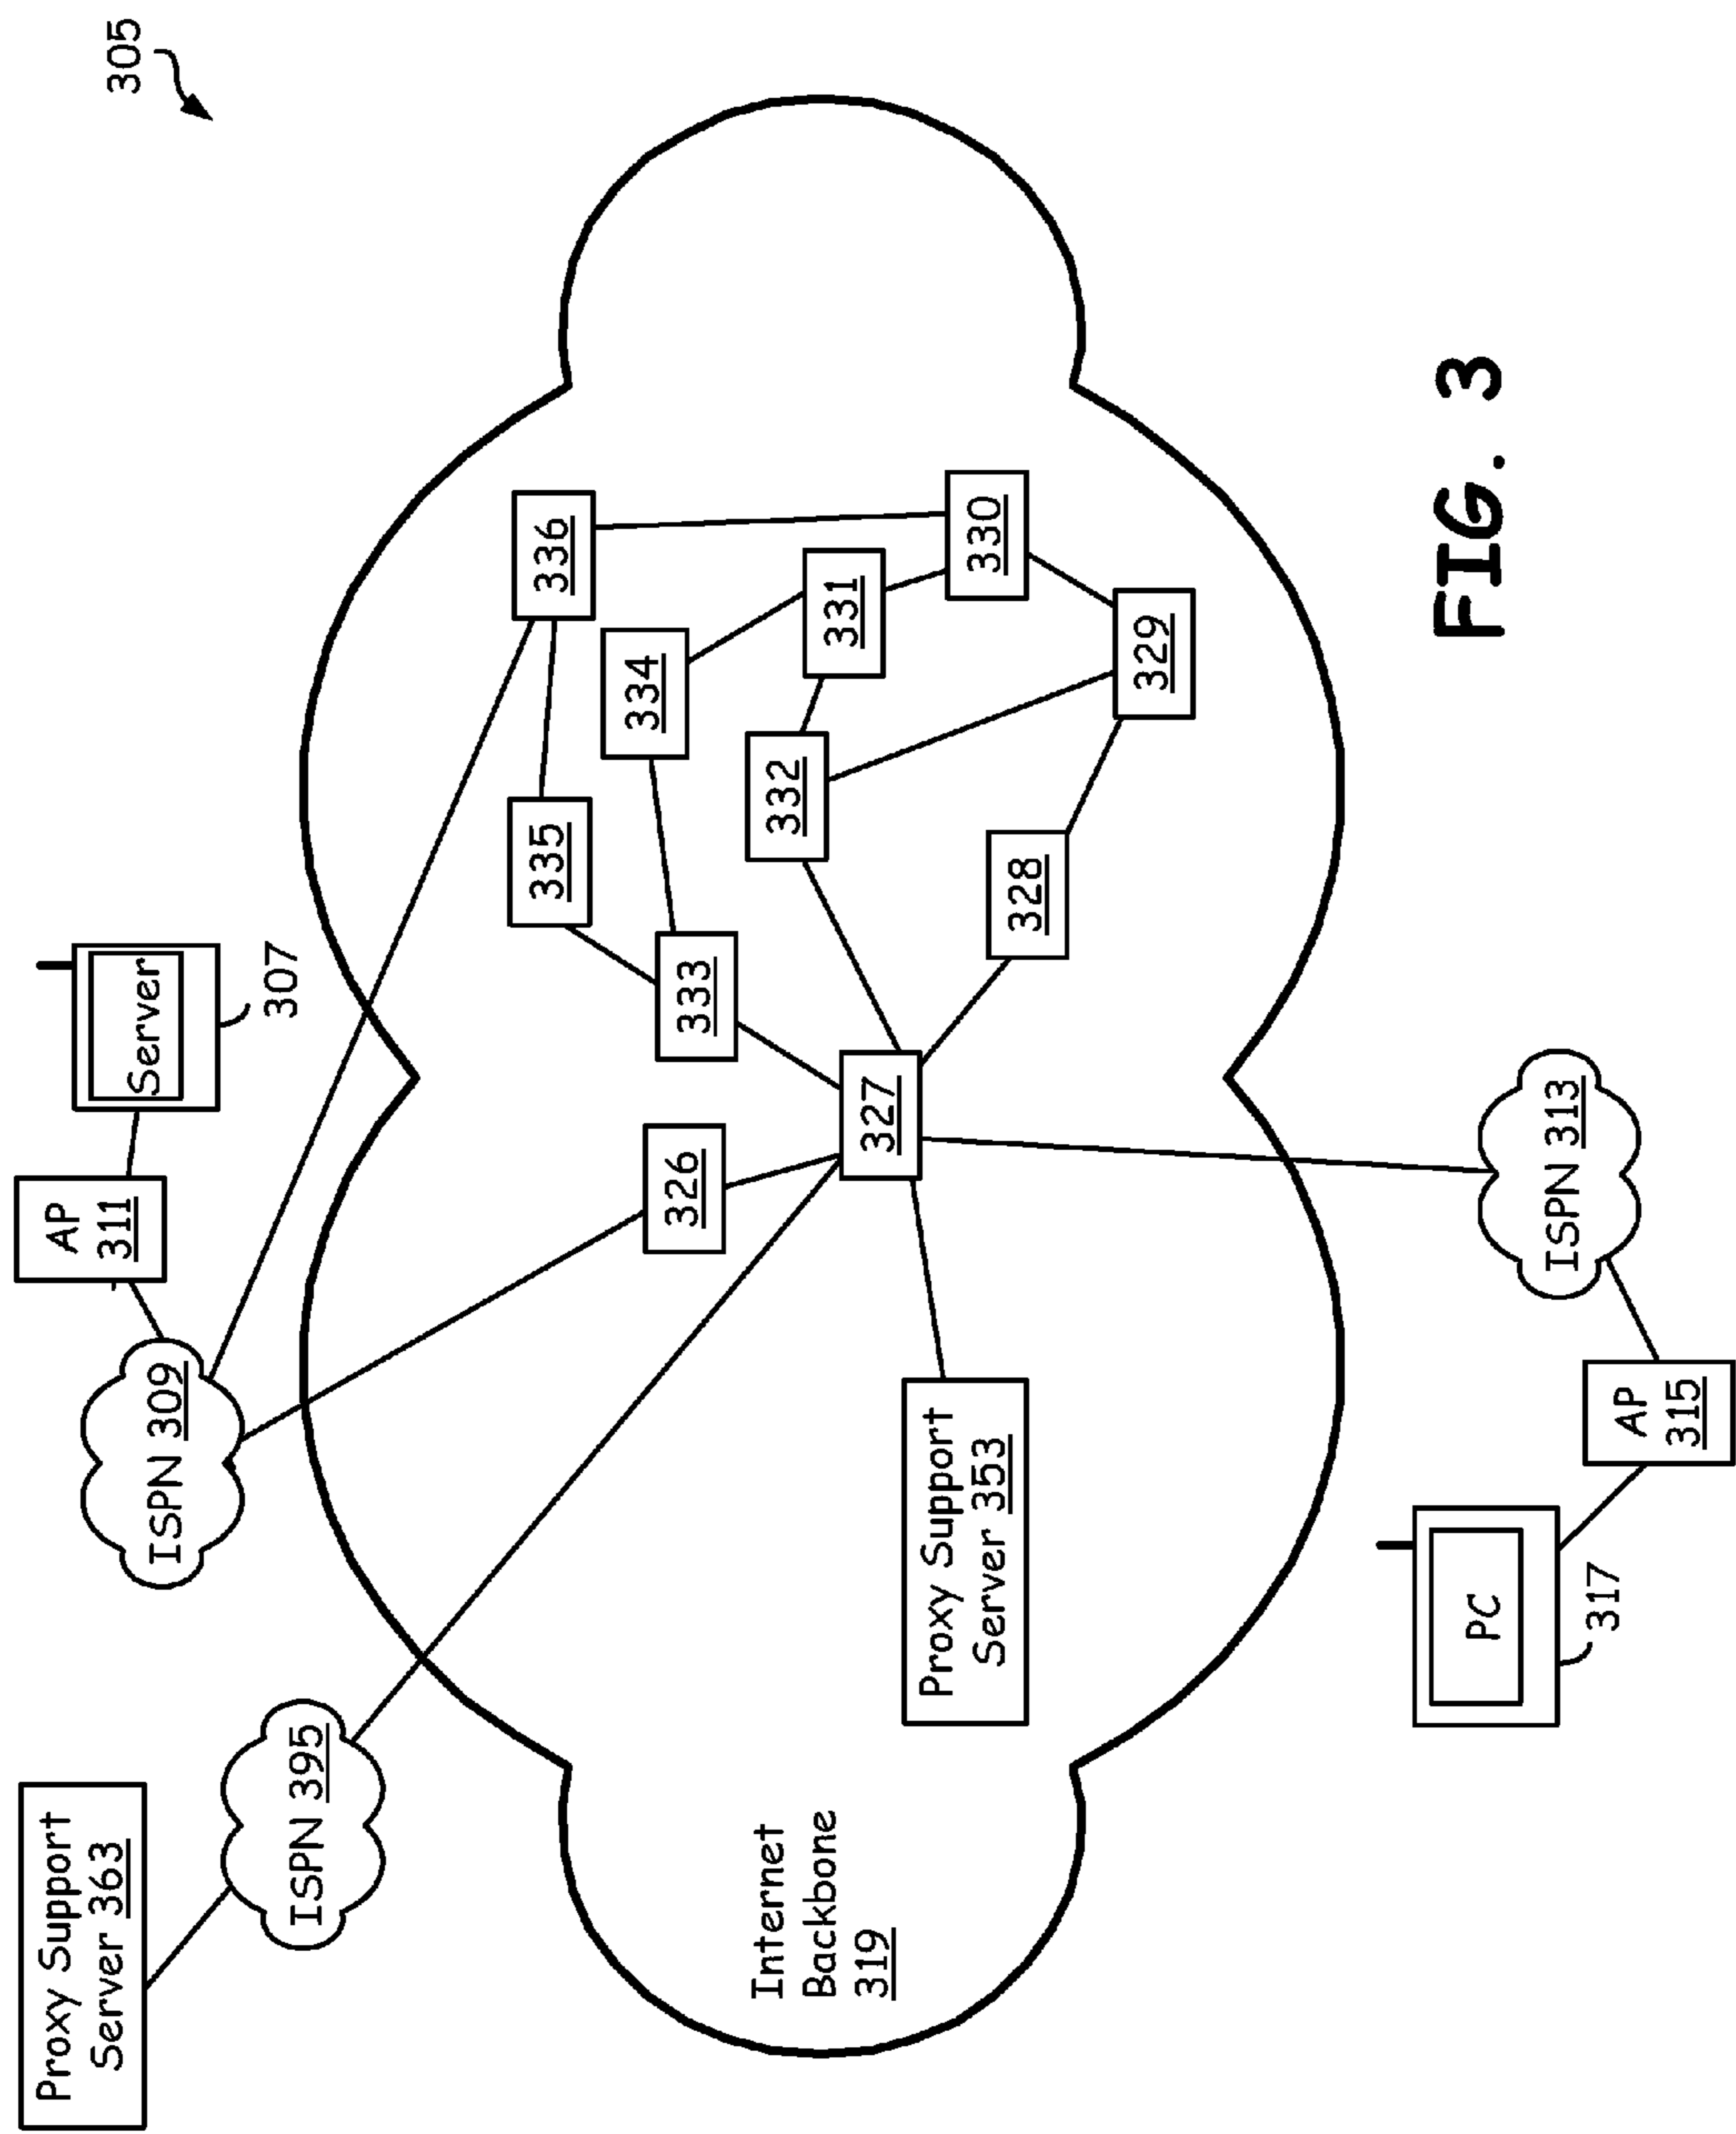 305
Proxy Support
Server 363
AP
311
Server
307
ISPN 395
ISPN 309
336
335
334
333
326
332
331
327
330
328
329
Proxy Support
Server 353
Internet
Backbone
319
PC
317
AP
315
ISPN 313
FIG. 3